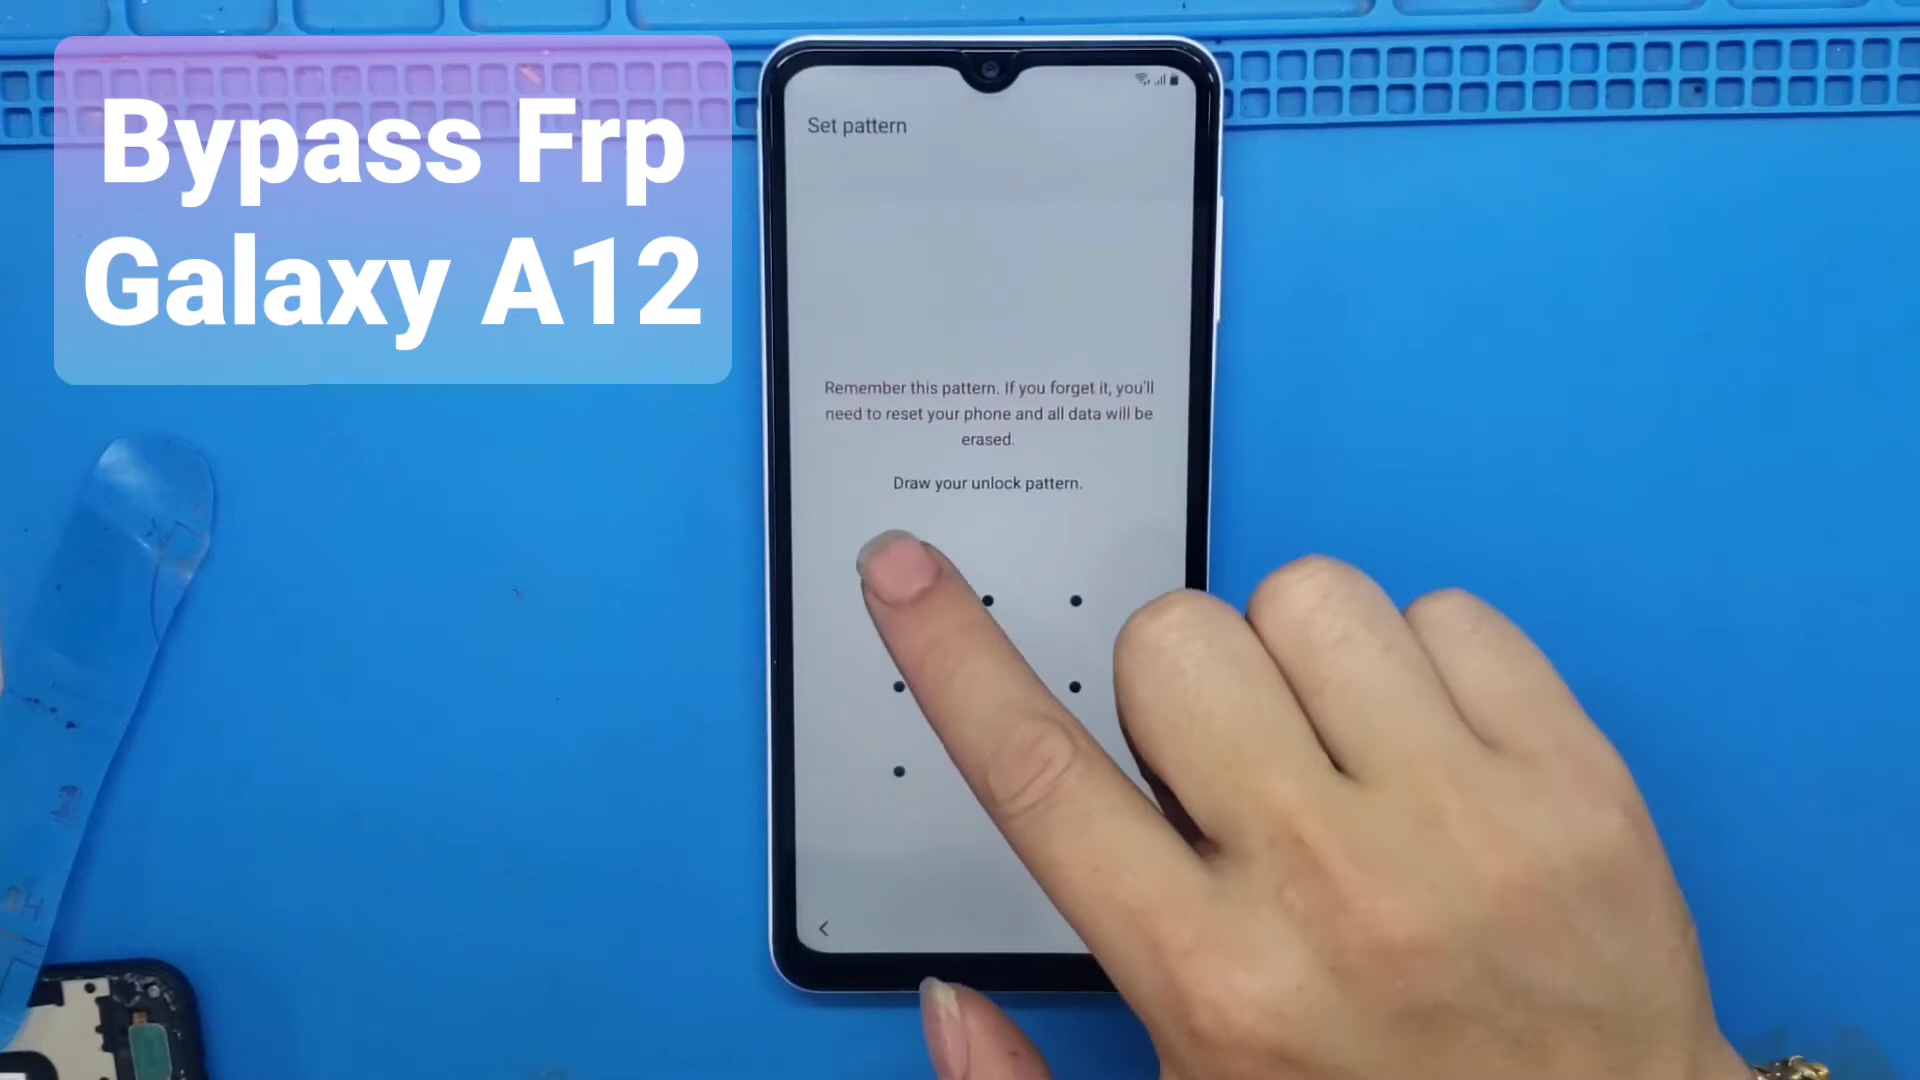 Bypass Frp
Galaxy A12
Set pattern
Remember this pattern. If you forget it, you'll
need to reset your phone and all data will be
erased.
Draw your unlock pattern.
1